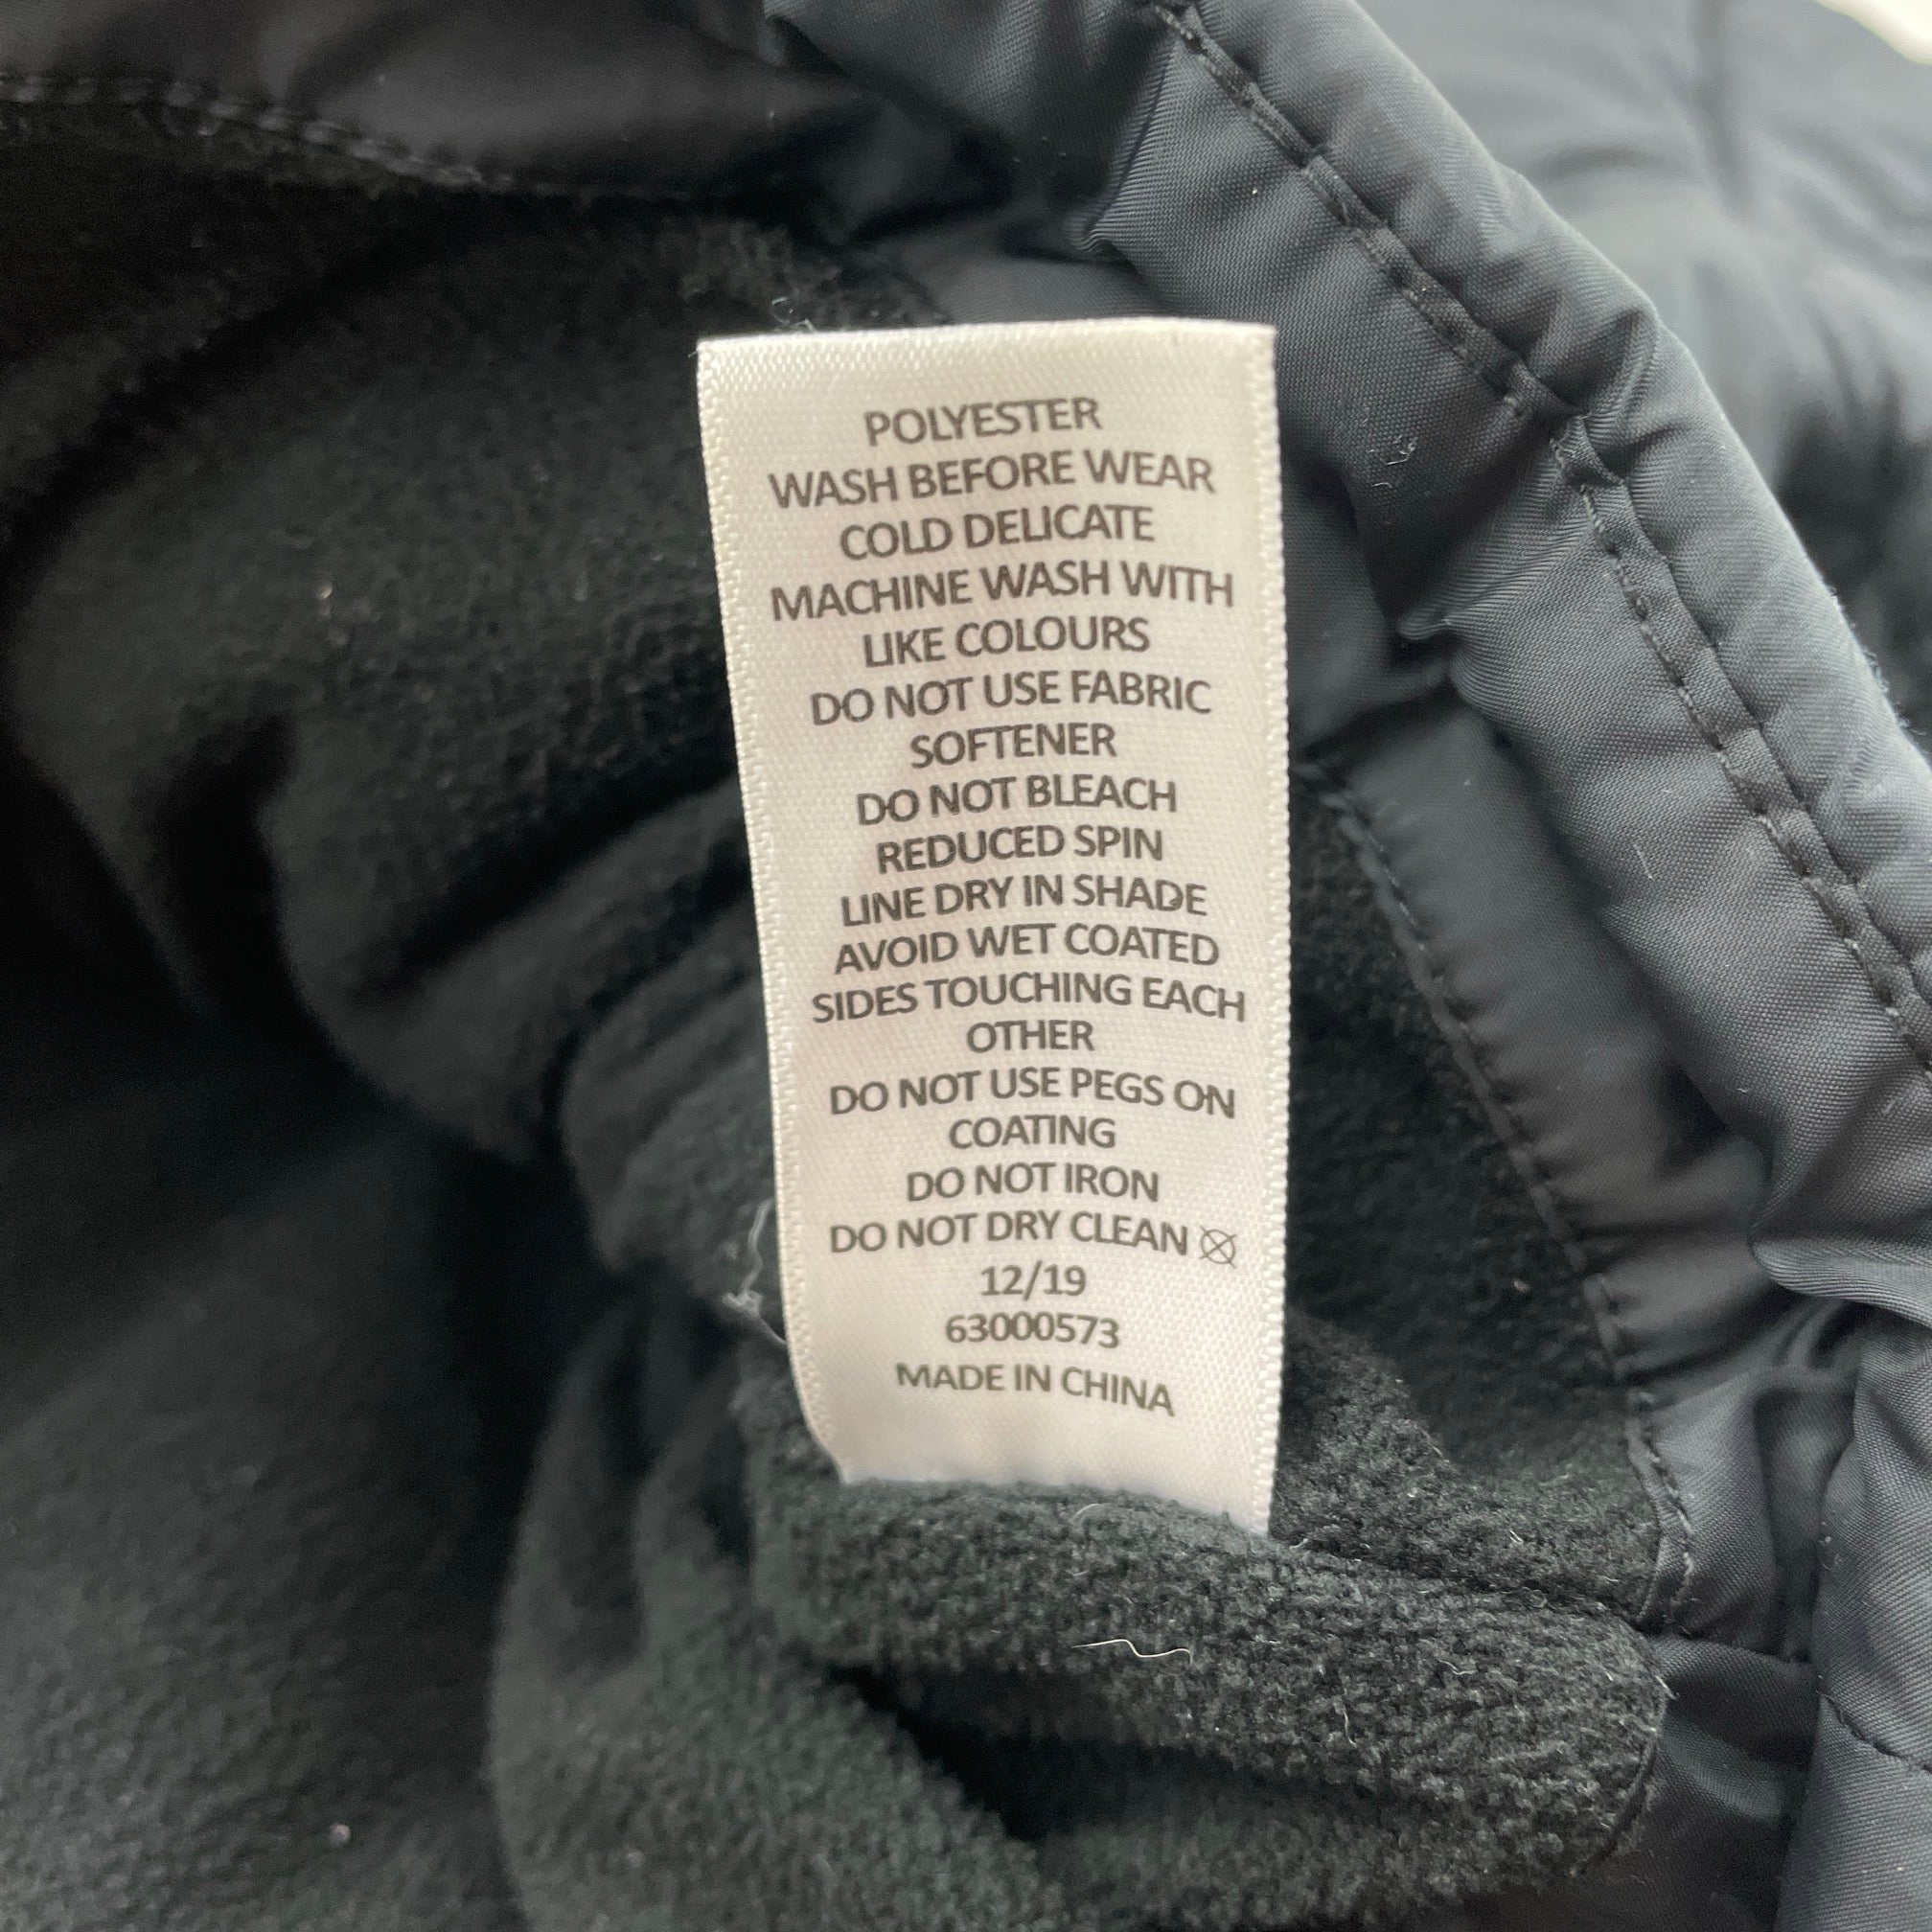 POLYESTER
WASH BEFORE WEAR
COLD DELICATE
MACHINE WASH WITH
LIKE COLOURS
DO NOT USE FABRIC
SOFTENER
DO NOT BLEACH
REDUCED SPIN
LINE DRY IN SHADE
AVOID WET COATED
SIDES TOUCHING EACH
OTHER
DO NOT USE PEGS ON
COATING
DO NOT IRON
DO NOT DRY CLEAN
12/19
63000573
MADE IN CHINA